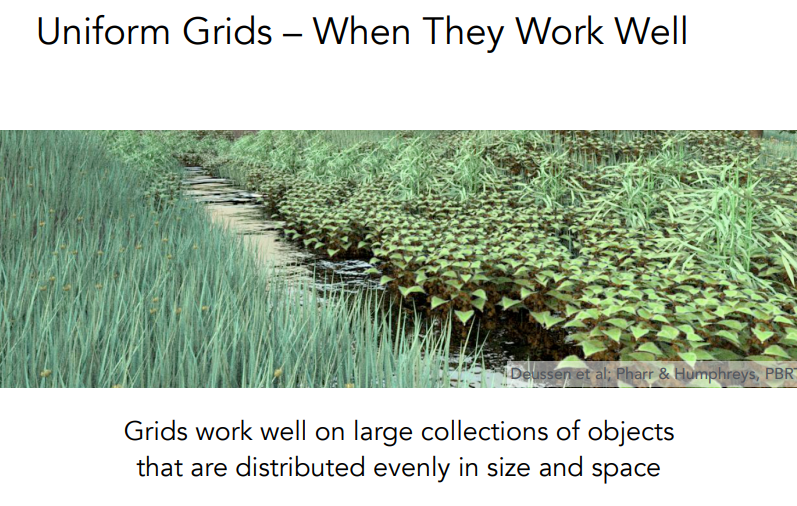 Uniform Grids – When They Work Well
Deussen et al; Pharr & Humphreys, PBRT
Grids work well on large collections of objects
that are distributed evenly in size and space